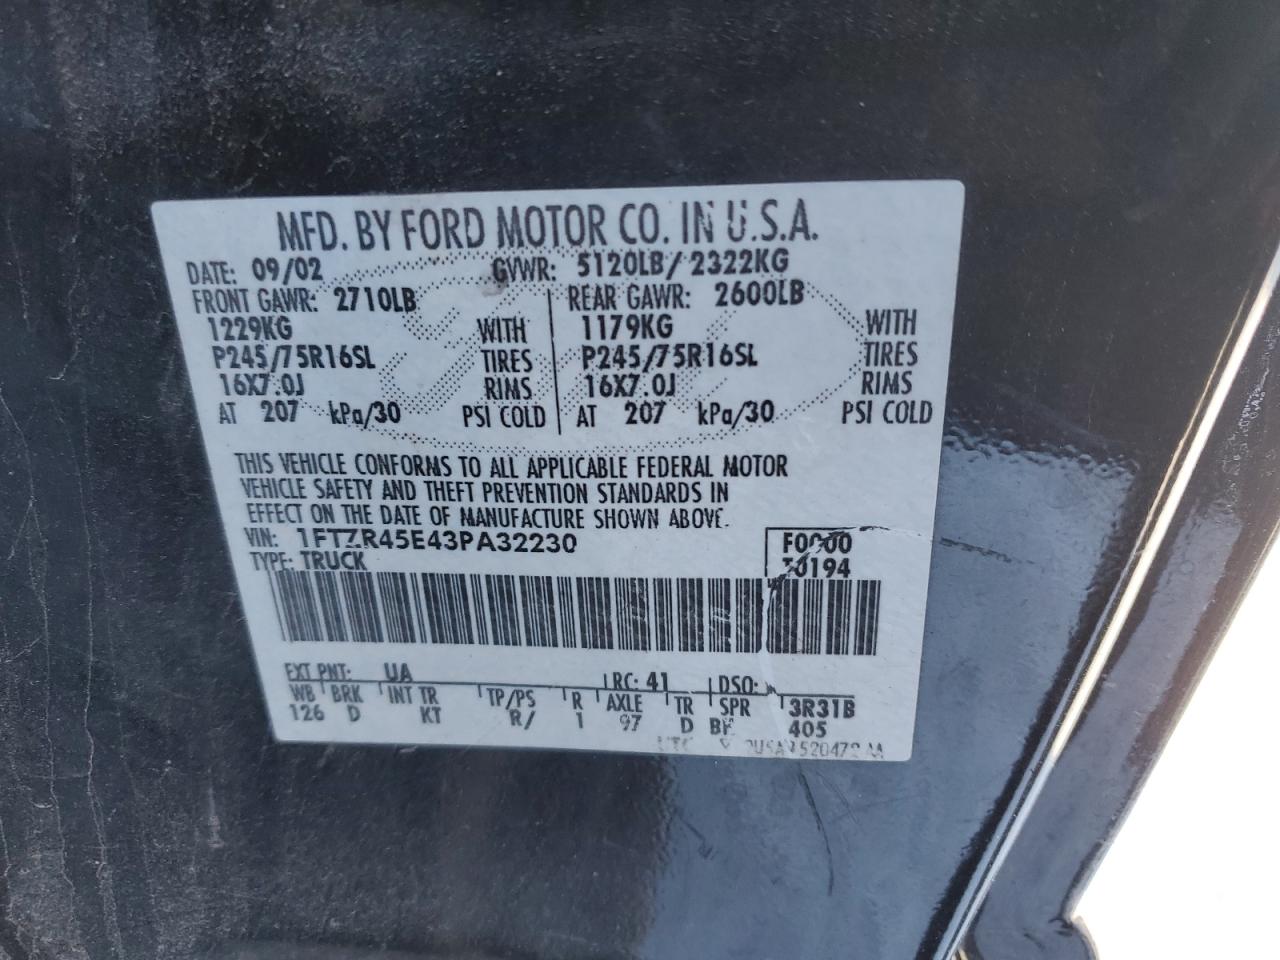 MFD. BY FORD MOTOR CO. IN U.S.A.
DATE: 09/02 GVWR: 5120LB/ 2322KG
FRONT GAWR: 2710LB REAR GAWR: 2600LB
1229KG WITH 1179KG WITH
P245/75R16SL TIRES P245/75R16SL TIRES
16X7.0J RIMS 16X7.0J RIMS
AT 207 kPa/30 PSI COLD AT 207 kPa/30 PSI COLD
THIS VEHICLE CONFORMS TO ALL APPLICABLE FEDERAL MOTOR
VEHICLE SAFETY AND THEFT PREVENTION STANDARDS IN
EFFECT ON THE DATE OF MANUFACTURE SHOWN ABOVE.
VIN: 1FTZR45E43PA32230 F0000
TYPE: TRUCK T0194
EXT PNT: UA RC: 41 DSO:
WB BRK INT TR TP/PS R AXLE TR SPR 3R31B
126 D KT R/ 1 97 D 405